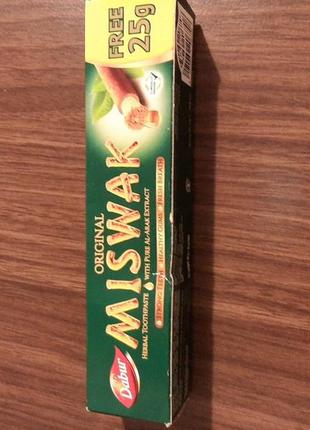 FREE
25g
ORIGINAL
MISWAK
HERBAL TOOTHPASTE WITH PURE AL-ARAK EXTRACT
STRONG TEETH HEALTHY GUMS FRESH BREATH
Dabur